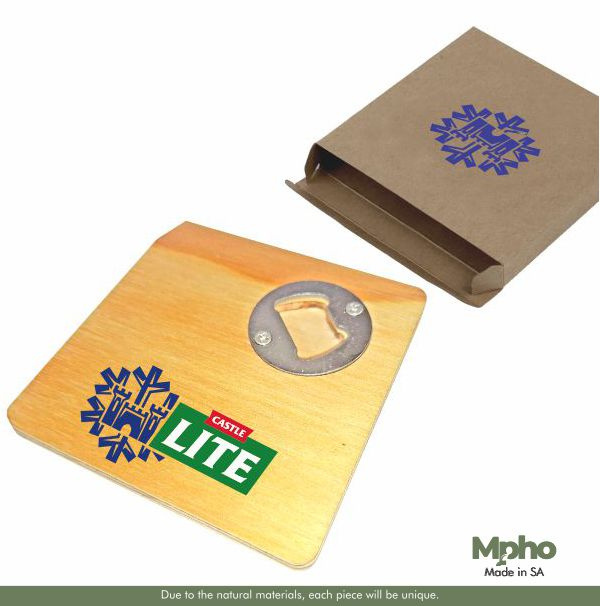 CASTLE
LITE
Mpho
Made in SA
Due to the natural materials, each piece will be unique.